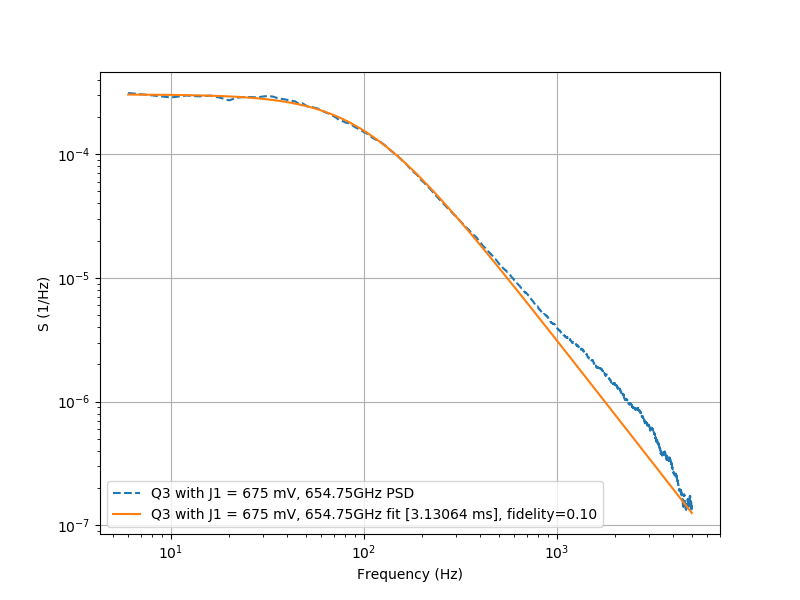 10⁻⁴
10⁻⁵
10⁻⁶
10⁻⁷
S (1/Hz)
Q3 with J1 = 675 mV, 654.75GHz PSD
Q3 with J1 = 675 mV, 654.75GHz fit [3.13064 ms], fidelity=0.10
10¹ 10² 10³
Frequency (Hz)